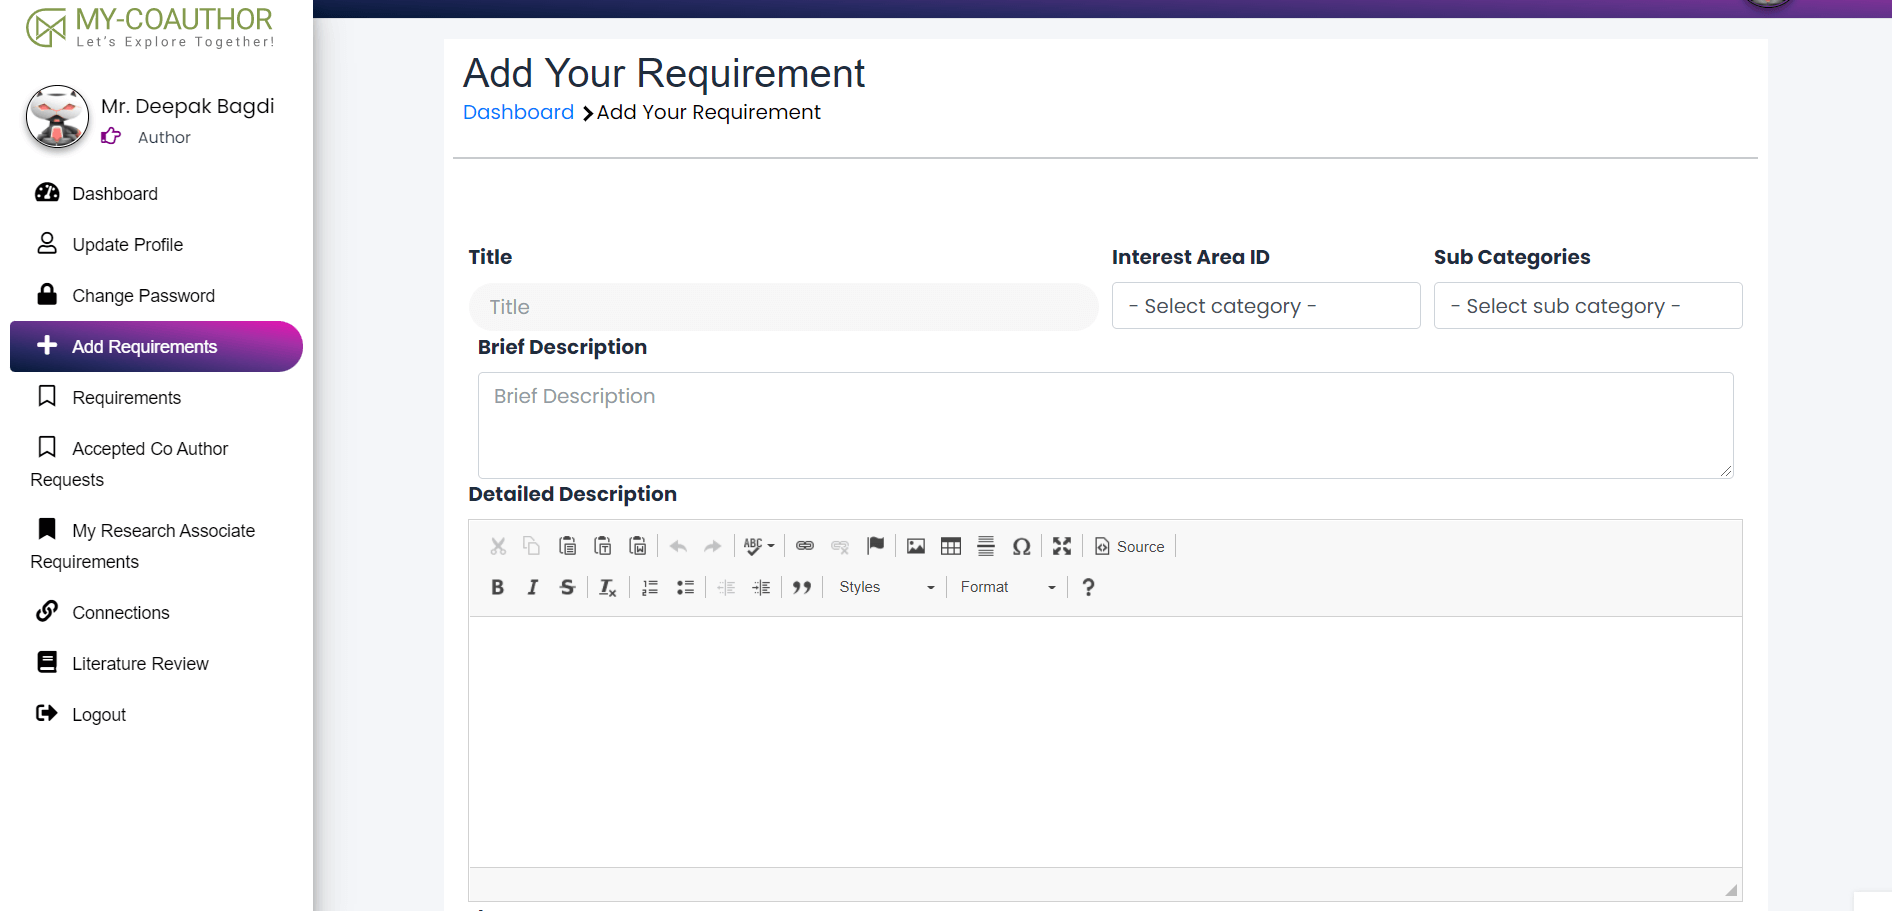 MY-COAUTHOR
Let's Explore Together!
Mr. Deepak Bagdi
Author
Dashboard
Update Profile
Change Password
Add Requirements
Requirements
Accepted Co Author
Requests
My Research Associate
Requirements
Connections
Literature Review
Logout
Add Your Requirement
Dashboard Add Your Requirement
Title Interest Area ID Sub Categories
Title - Select category - - Select sub category -
Brief Description
Brief Description
Detailed Description
ABC Source
B I S Tx Styles Format ?